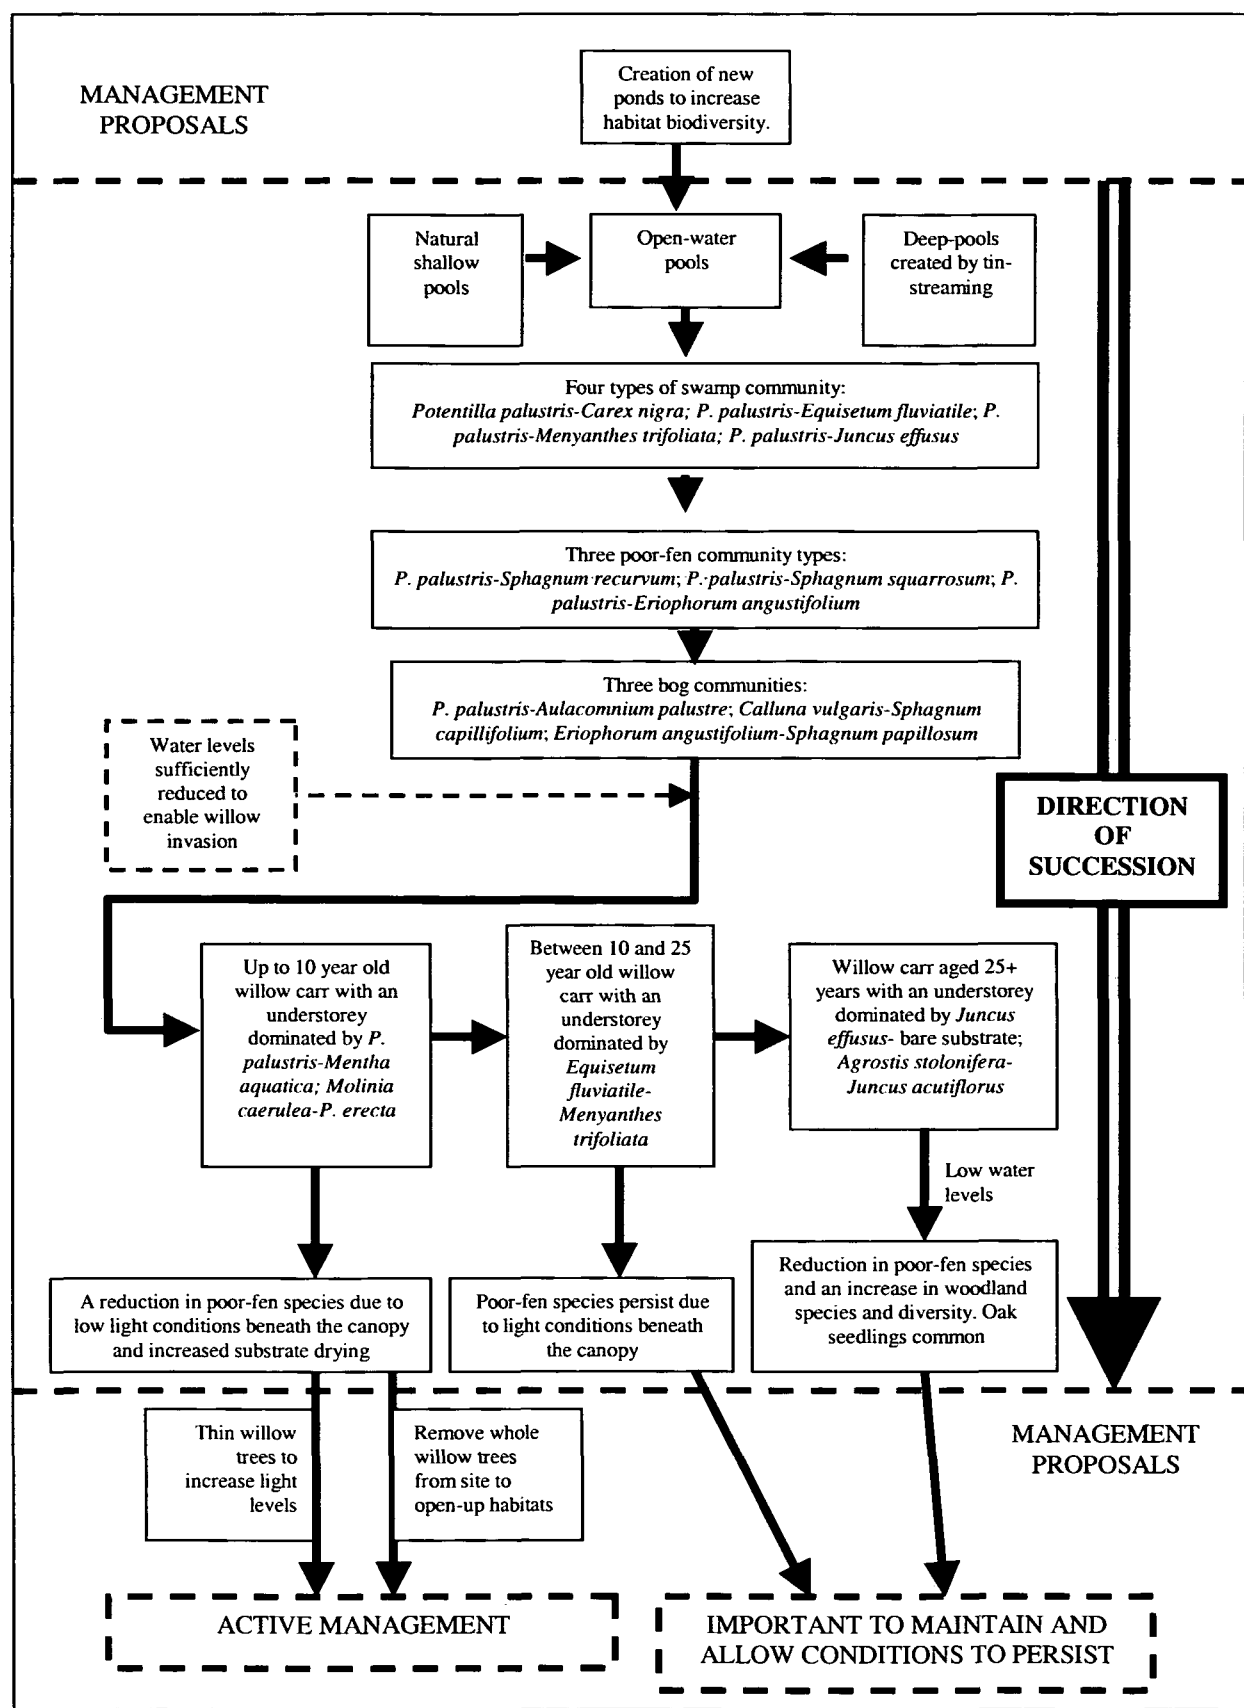 MANAGEMENT
PROPOSALS
Creation of new
ponds to increase
habitat biodiversity.
Natural
shallow
pools
Open-water
pools
Deep-pools
created by tin-
streaming
Four types of swamp community:
Potentilla palustris-Carex nigra; P. palustris-Equisetum fluviatile; P.
palustris-Menyanthes trifoliata; P. palustris-Juncus effusus
Three poor-fen community types:
P. palustris-Sphagnum recurvum; P. palustris-Sphagnum squarrosum; P.
palustris-Eriophorum angustifolium
Three bog communities:
P. palustris-Aulacomnium palustre; Calluna vulgaris-Sphagnum
capillifolium; Eriophorum angustifolium-Sphagnum papillosum
Water levels
sufficiently
reduced to
enable willow
invasion
DIRECTION
OF
SUCCESSION
Up to 10 year old
willow carr with an
understorey
dominated by P.
palustris-Mentha
aquatica; Molinia
caerulea-P. erecta
Between 10 and 25
year old willow
carr with an
understorey
dominated by
Equisetum
fluviatile-
Menyanthes
trifoliata
Willow carr aged 25+
years with an understorey
dominated by Juncus
effusus- bare substrate;
Agrostis stolonifera-
Juncus acutiflorus
Low water
levels
A reduction in poor-fen species due to
low light conditions beneath the canopy
and increased substrate drying
Poor-fen species persist due
to light conditions beneath
the canopy
Reduction in poor-fen species
and an increase in woodland
species and diversity. Oak
seedlings common
Thin willow
trees to
increase light
levels
Remove whole
willow trees
from site to
open-up habitats
MANAGEMENT
PROPOSALS
ACTIVE MANAGEMENT
IMPORTANT TO MAINTAIN AND
ALLOW CONDITIONS TO PERSIST